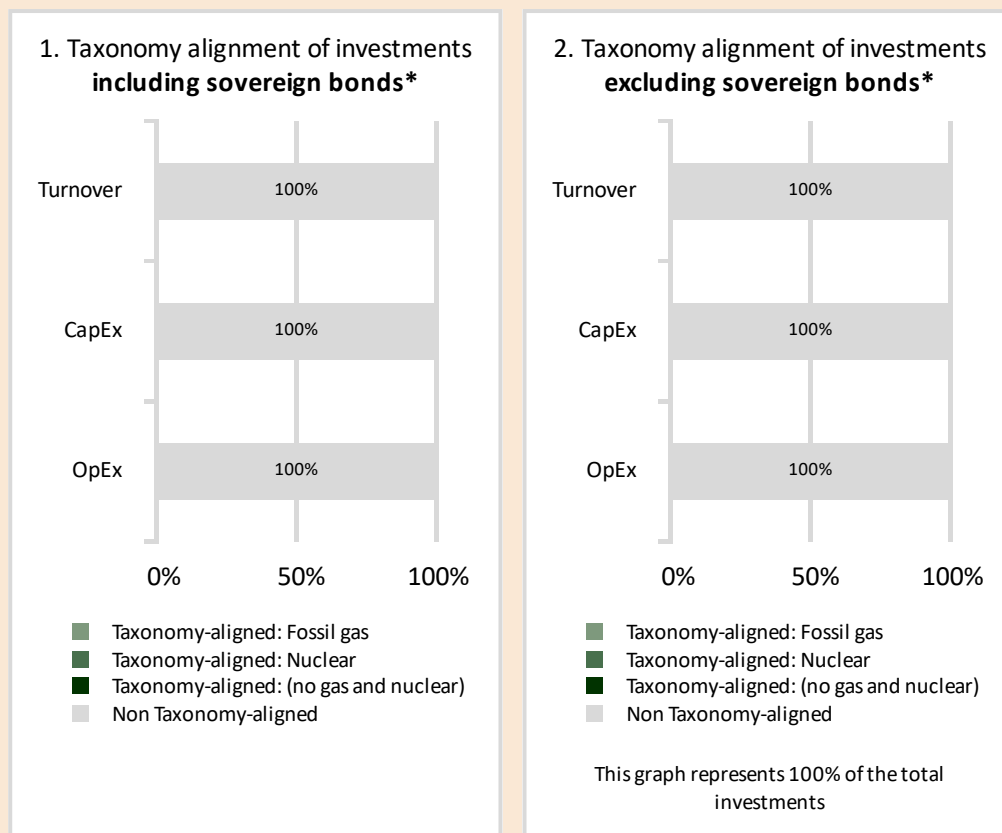 1. Taxonomy alignment of investments
including sovereign bonds*
Turnover
100%
CapEx
100%
OpEx
100%
0% 50% 100%
Taxonomy-aligned: Fossil gas
Taxonomy-aligned: Nuclear
Taxonomy-aligned: (no gas and nuclear)
Non Taxonomy-aligned
2. Taxonomy alignment of investments
excluding sovereign bonds*
Turnover
100%
CapEx
100%
OpEx
100%
0% 50% 100%
Taxonomy-aligned: Fossil gas
Taxonomy-aligned: Nuclear
Taxonomy-aligned: (no gas and nuclear)
Non Taxonomy-aligned
This graph represents 100% of the total
investments